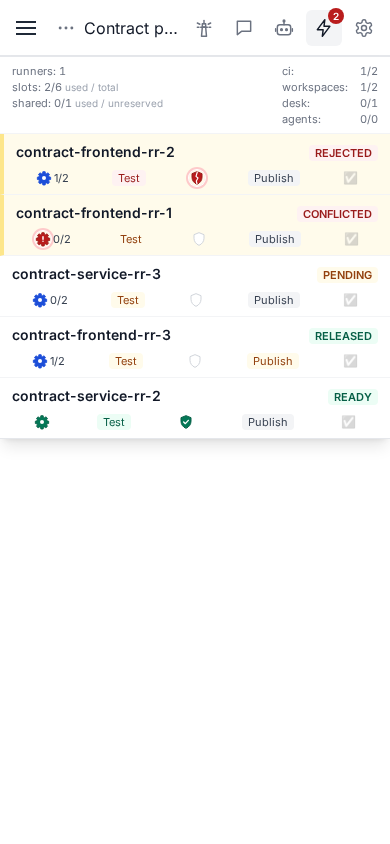 Contract p...
2
runners: 1
slots: 2/6 used / total
shared: 0/1 used / unreserved
ci: 1/2
workspaces: 1/2
desk: 0/1
agents: 0/0
contract-frontend-rr-2 REJECTED
1/2 Test Publish
contract-frontend-rr-1 CONFLICTED
0/2 Test Publish
contract-service-rr-3 PENDING
0/2 Test Publish
contract-frontend-rr-3 RELEASED
1/2 Test Publish
contract-service-rr-2 READY
Test Publish